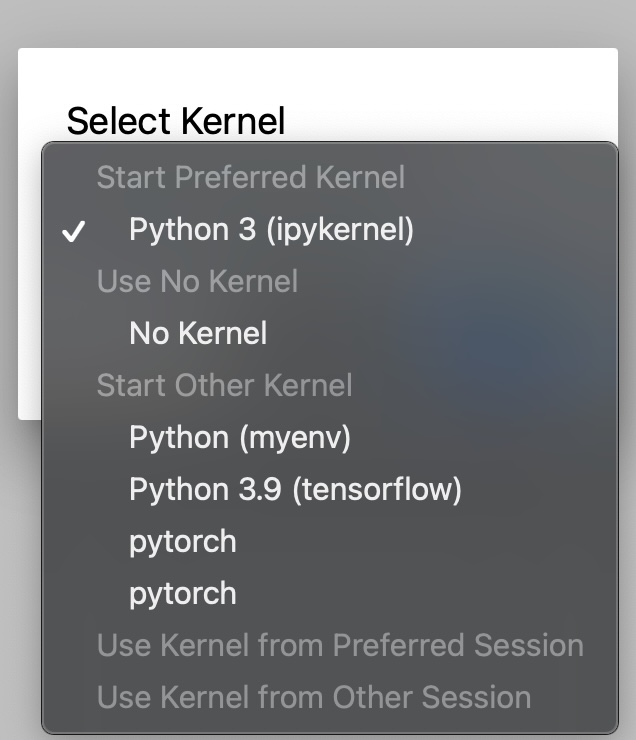 Select Kernel
Start Preferred Kernel
Python 3 (ipykernel)
Use No Kernel
No Kernel
Start Other Kernel
Python (myenv)
Python 3.9 (tensorflow)
pytorch
pytorch
Use Kernel from Preferred Session
Use Kernel from Other Session